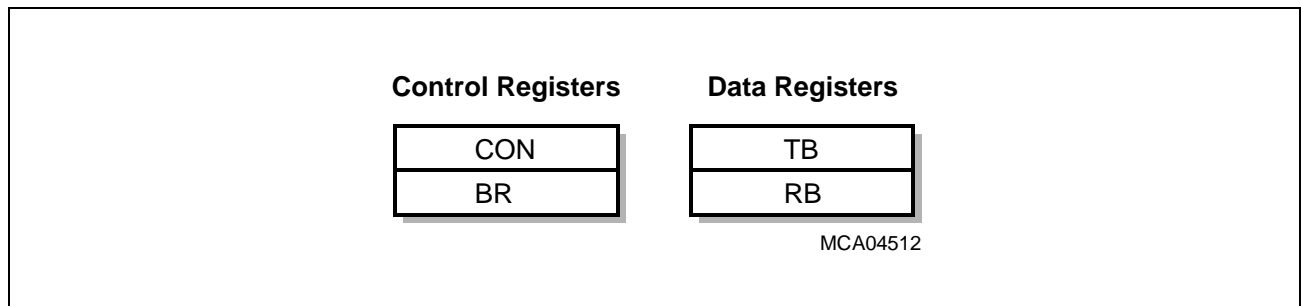 Control Registers
Data Registers
CON
TB
BR
RB
MCA04512